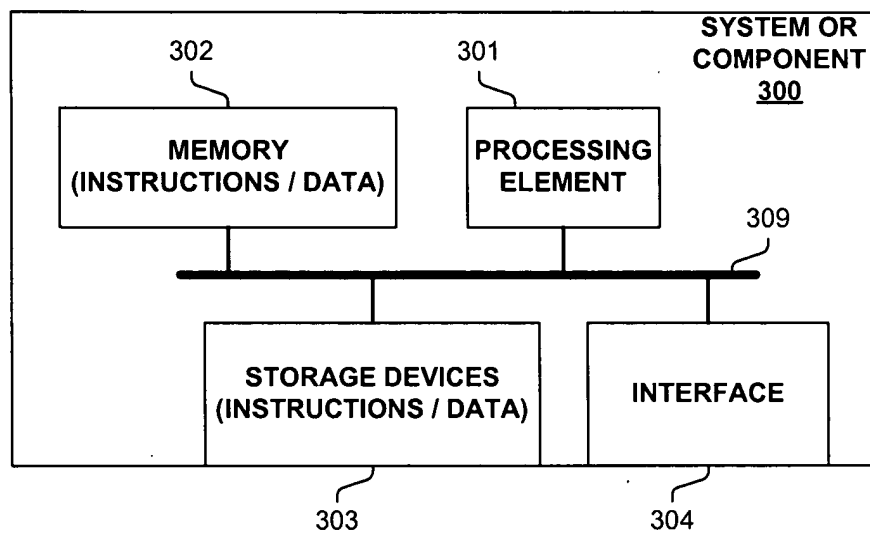 SYSTEM OR
COMPONENT
300
302
301
MEMORY
(INSTRUCTIONS / DATA)
PROCESSING
ELEMENT
309
STORAGE DEVICES
(INSTRUCTIONS / DATA)
INTERFACE
303
304